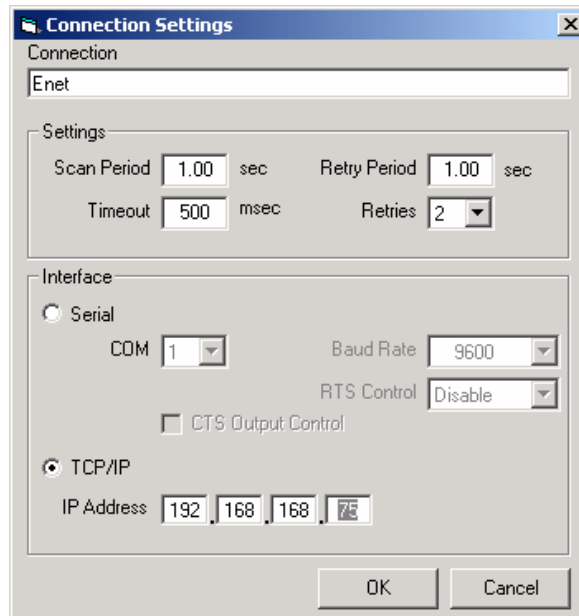 Connection Settings
Connection
Enet
Settings
Scan Period 1.00 sec Retry Period 1.00 sec
Timeout 500 msec Retries 2
Interface
Serial
COM 1 Baud Rate 9600
RTS Control Disable
CTS Output Control
TCP/IP
IP Address 192 . 168 . 168 . 75
OK Cancel